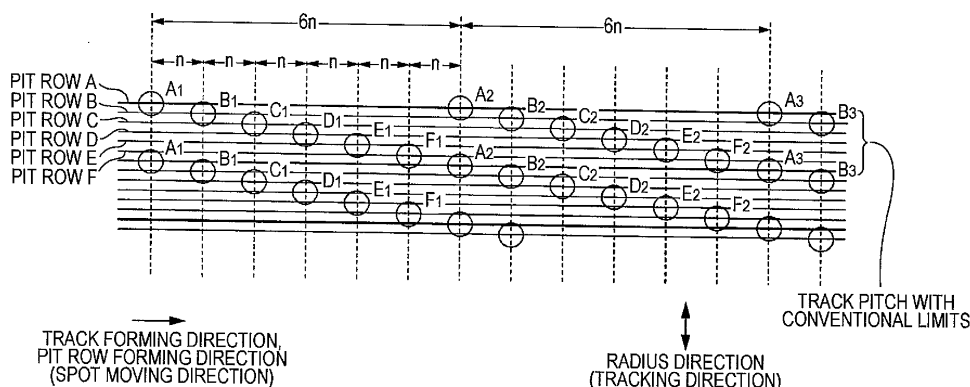 6n 6n
n n n n n n
PIT ROW A
PIT ROW B
PIT ROW C
PIT ROW D
PIT ROW E
PIT ROW F
A1 B1 C1 D1 E1 F1 A2 B2 C2 D2 E2 F2 A3 B3
A1 B1 C1 D1 E1 F1 A2 B2 C2 D2 E2 F2 A3 B3
TRACK PITCH WITH
CONVENTIONAL LIMITS
TRACK FORMING DIRECTION,
PIT ROW FORMING DIRECTION
(SPOT MOVING DIRECTION)
RADIUS DIRECTION
(TRACKING DIRECTION)